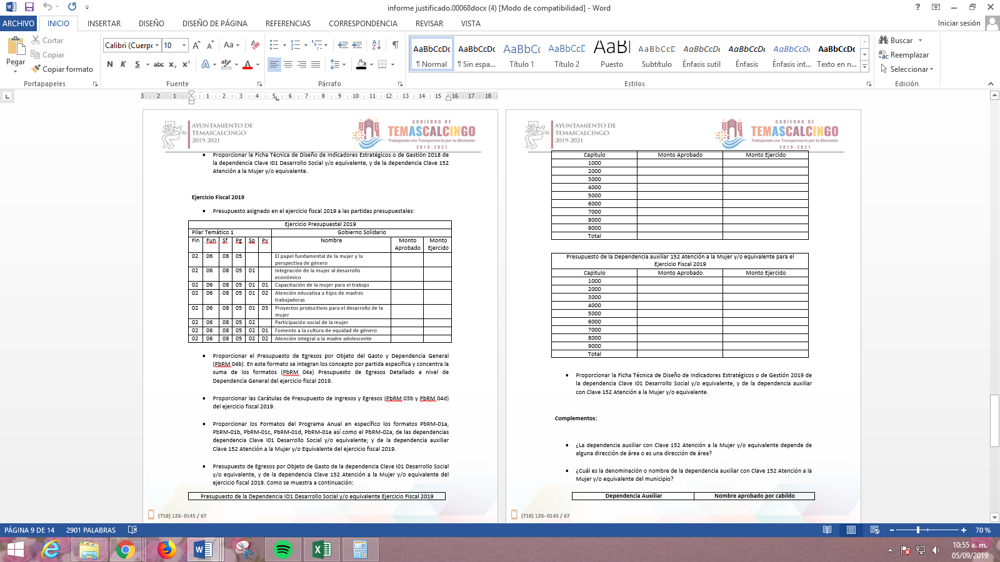 informe justificado.00068docx (4) [Modo de compatibilidad] - Word
ARCHIVO INICIO INSERTAR DISEÑO DISEÑO DE PÁGINA REFERENCIAS CORRESPONDENCIA REVISAR VISTA Iniciar sesión
Pegar
Cortar
Copiar
Copiar formato
Portapapeles
Calibri (Cuerpo 10
N K S abc x₂ x²
Fuente
Párrafo
AaBbCcDc AaBbCcDc AaBbCc AaBbCcD AaBl AaBbCcD AaBbCcDc AaBbCcDc AaBbCcDc AaBbCcDc
¶ Normal ¶ Sin espa... Título 1 Título 2 Puesto Subtítulo Énfasis sutil Énfasis Énfasis int... Texto en n...
Estilos
Buscar
Reemplazar
Seleccionar
Edición
3 2 1 1 2 3 4 5 6 7 8 9 10 11 12 13 14 15 16 17 18
AYUNTAMIENTO DE
TEMASCALCINGO
2019-2021
GOBIERNO DE
TEMASCALCINGO
Trabajando con Transparencia por tu Bienestar
2019-2021
• Proporcionar la Ficha Técnica de Diseño de Indicadores Estratégicos o de Gestión 2018 de
la dependencia Clave I01 Desarrollo Social y/o equivalente, y de la dependencia Clave 152
Atención a la Mujer y/o equivalente.
Ejercicio Fiscal 2019
• Presupuesto asignado en el ejercicio fiscal 2019 a las partidas presupuestales:
Ejercicio Presupuestal 2019
Pilar Temático 1 Gobierno Solidario
Fin Fun Sf Pg Sp Py Nombre Monto Aprobado Monto Ejercido
02 06 08 05 El papel fundamental de la mujer y la
perspectiva de género
02 06 08 05 01 Integración de la mujer al desarrollo
económico
02 06 08 05 01 01 Capacitación de la mujer para el trabajo
02 06 08 05 01 02 Atención educativa a hijos de madres
trabajadoras
02 06 08 05 01 03 Proyectos productivos para el desarrollo de la
mujer
02 06 08 05 02 Participación social de la mujer
02 06 08 05 02 01 Fomento a la cultura de equidad de género
02 06 08 05 02 02 Atención integral a la madre adolescente
• Proporcionar el Presupuesto de Egresos por Objeto del Gasto y Dependencia General
(PbRM 04b). En este formato se integran los concepto por partida específica y concentra la
suma de los formatos (PbRM 04a) Presupuesto de Egresos Detallado a nivel de
Dependencia General del ejercicio fiscal 2019.
• Proporcionar las Carátulas de Presupuesto de Ingresos y Egresos (PbRM 03b y PbRM 04d)
del ejercicio fiscal 2019.
• Proporcionar los Formatos del Programa Anual en específico los formatos PbRM-01a,
PbRM-01b, PbRM-01c, PbRM-01d, PbRM-01e así como el PbRM-02a, de las dependencias
dependencia Clave I01 Desarrollo Social y/o equivalente; y de la dependencia auxiliar
Clave 152 Atención a la Mujer y/o Equivalente del ejercicio fiscal 2019.
• Presupuesto de Egresos por Objeto de Gasto de la dependencia Clave I01 Desarrollo Social
y/o equivalente, y de la dependencia Clave 152 Atención a la Mujer y/o equivalente del
ejercicio fiscal 2019. Como se muestra a continuación:
Presupuesto de la Dependencia IO1 Desarrollo Social y/o equivalente Ejercicio Fiscal 2019
(718) 126- 0145 / 67
AYUNTAMIENTO DE
TEMASCALCINGO
2019-2021
GOBIERNO DE
TEMASCALCINGO
Trabajando con Transparencia por tu Bienestar
2019-2021
Capitulo Monto Aprobado Monto Ejercido
1000
2000
3000
4000
5000
6000
7000
8000
9000
Total
Presupuesto de la Dependencia auxiliar 152 Atención a la Mujer y/o equivalente para el
Ejercicio Fiscal 2019
Capitulo Monto Aprobado Monto Ejercido
1000
2000
3000
4000
5000
6000
7000
8000
9000
Total
• Proporcionar la Ficha Técnica de Diseño de Indicadores Estratégicos o de Gestión 2019 de
la dependencia Clave I01 Desarrollo Social y/o equivalente, y de la dependencia auxiliar
con Clave 152 Atención a la Mujer y/o equivalente.
Complementos:
• ¿La dependencia auxiliar con Clave 152 Atención a la Mujer y/o equivalente depende de
alguna dirección de área o es una dirección de área?
• ¿Cuál es la denominación o nombre de la dependencia auxiliar con Clave 152 Atención a la
Mujer y/o equivalente del municipio?
Dependencia Auxiliar Nombre aprobado por cabildo
(718) 126- 0145 / 67
PÁGINA 9 DE 14 2901 PALABRAS 70 %
10:55 a. m.
05/09/2019